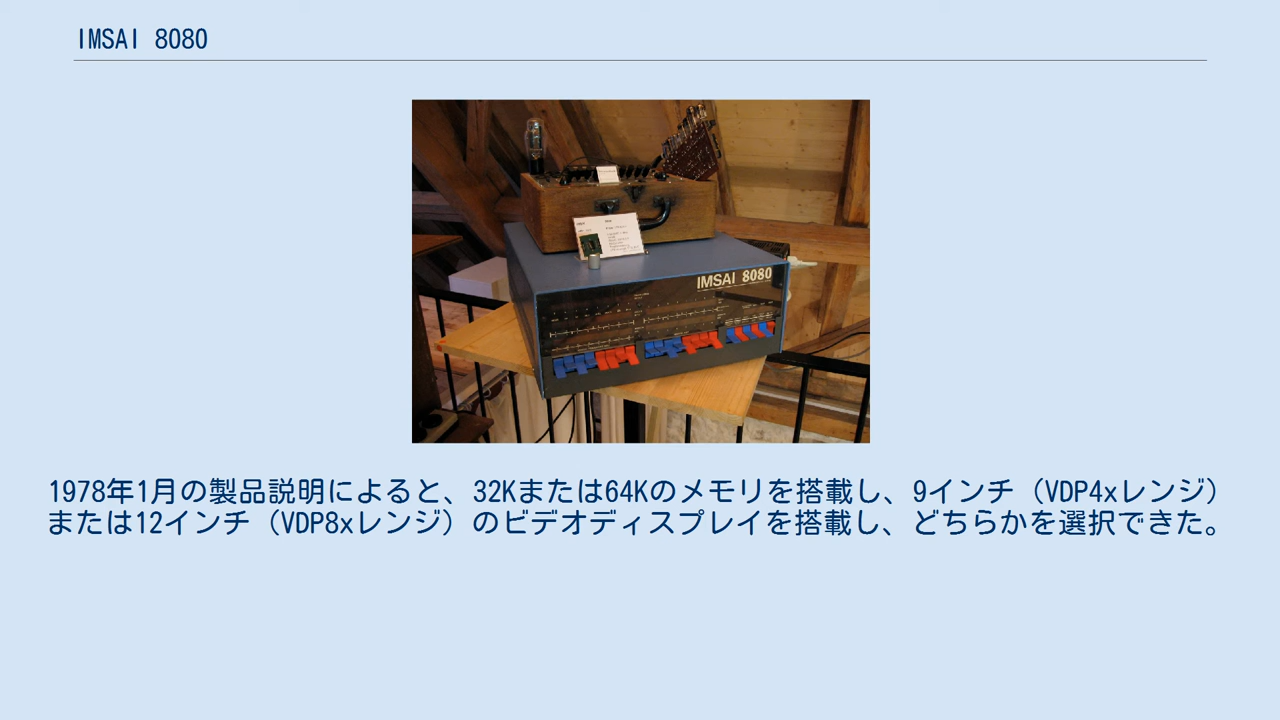 IMSAI 8080
IMSAI 8080
1978年1月の製品説明によると、32Kまたは64Kのメモリを搭載し、9インチ（VDP4xレンジ）
または12インチ（VDP8xレンジ）のビデオディスプレイを搭載し、どちらかを選択できた。